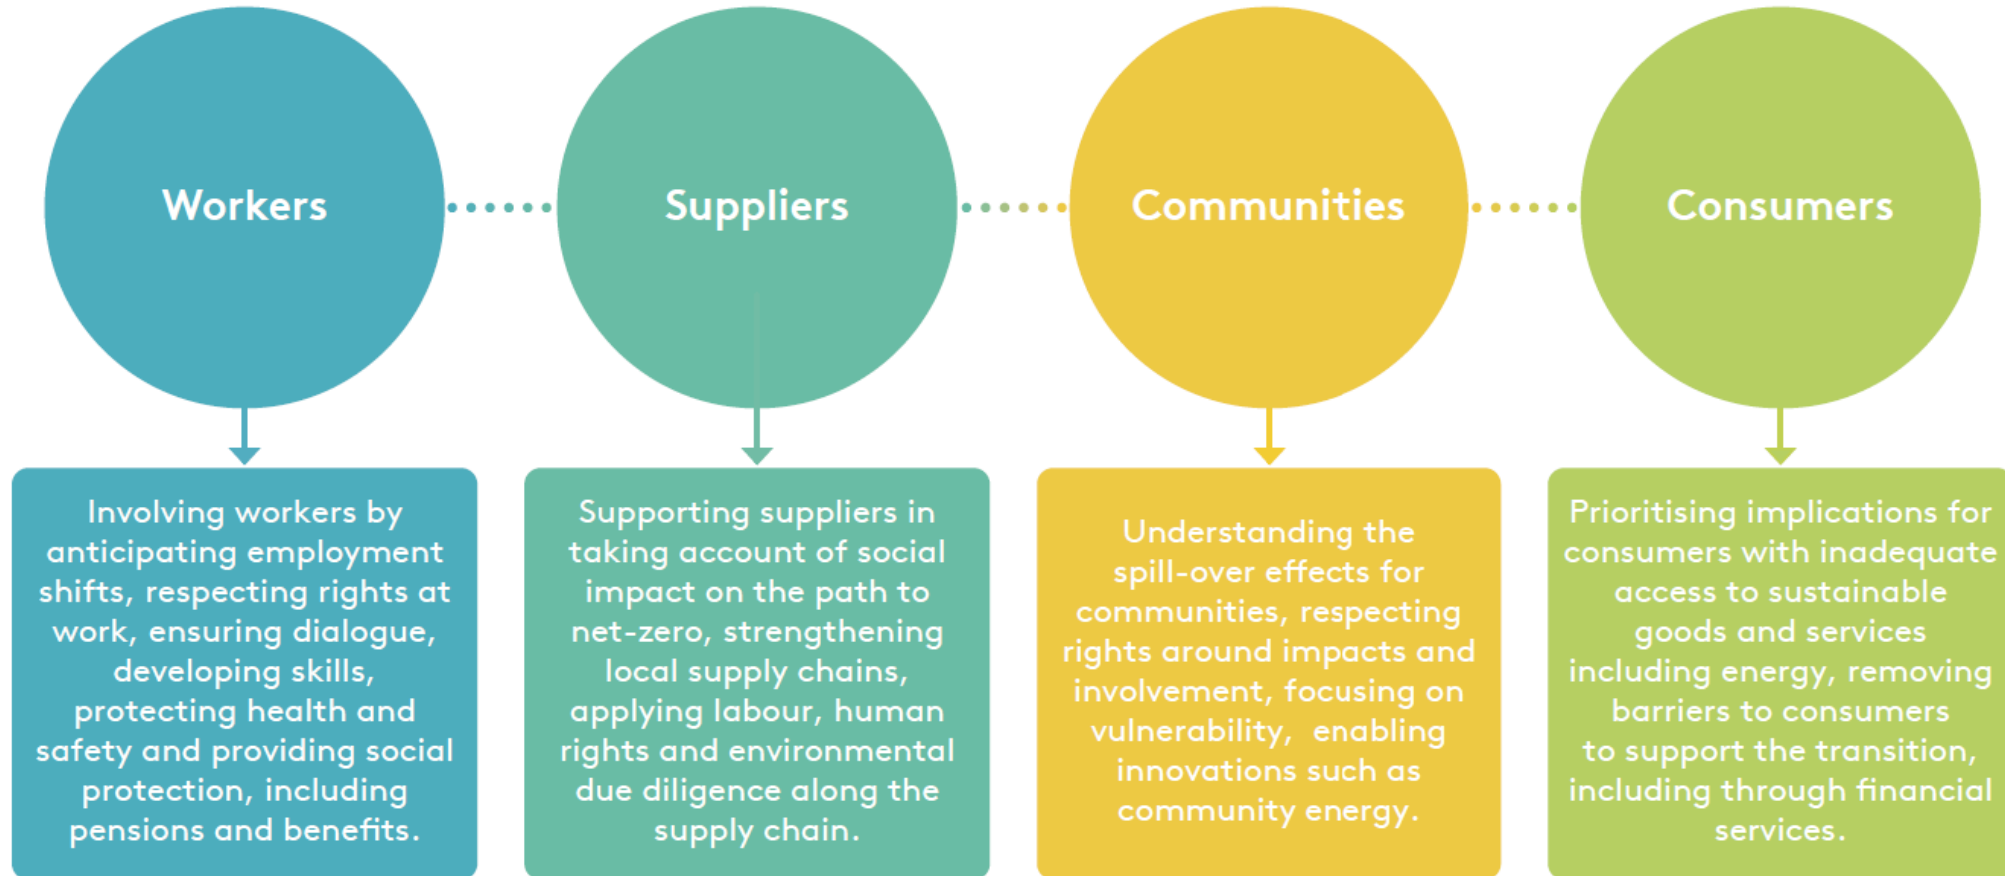 Workers
Suppliers
Communities
Consumers
Involving workers by
anticipating employment
shifts, respecting rights at
work, ensuring dialogue,
developing skills,
protecting health and
safety and providing social
protection, including
pensions and benefits.
Supporting suppliers in
taking account of social
impact on the path to
net-zero, strengthening
local supply chains,
applying labour, human
rights and environmental
due diligence along the
supply chain.
Understanding the
spill-over effects for
communities, respecting
rights around impacts and
involvement, focusing on
vulnerability,  enabling
innovations such as
community energy.
Prioritising implications for
consumers with inadequate
access to sustainable
goods and services
including energy, removing
barriers to consumers
to support the transition,
including through financial
services.